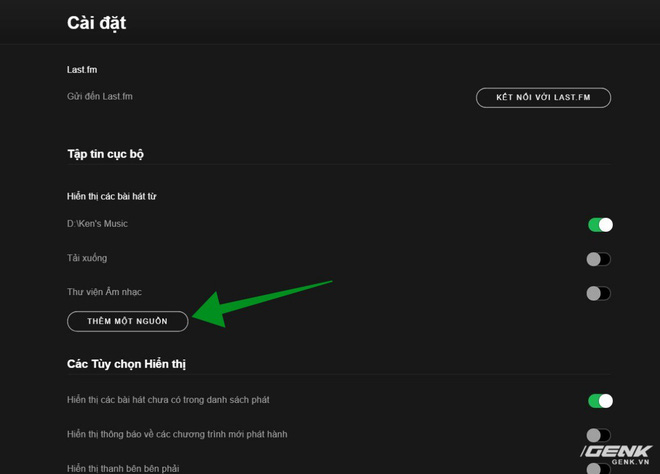 Cài đặt
Last.fm
Gửi đến Last.fm
KẾT NỐI VỚI LAST.FM
Tập tin cục bộ
Hiển thị các bài hát từ
D:\Ken's Music
Tải xuống
Thư viện Âm nhạc
THÊM MỘT NGUỒN
Các Tùy chọn Hiển thị
Hiển thị các bài hát chưa có trong danh sách phát
Hiển thị thông báo về các chương trình mới phát hành
Hiển thị thanh bên bên phải
GENK
GENK.VN